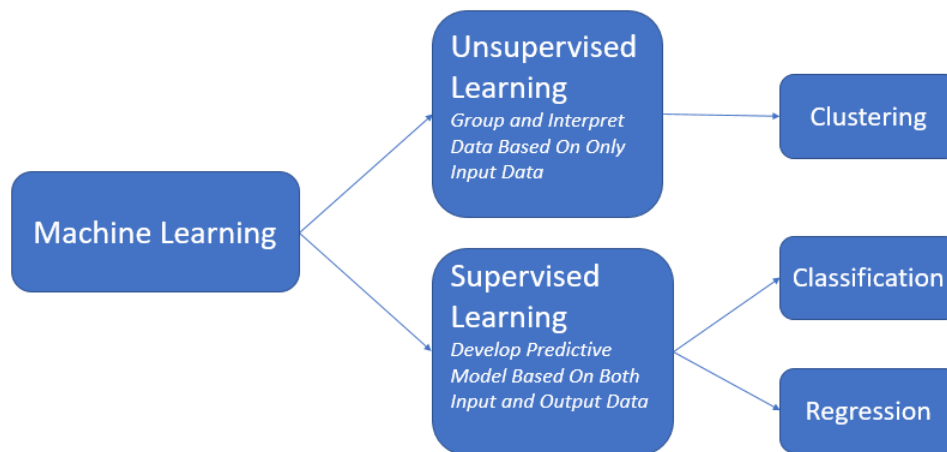 Machine Learning
Unsupervised
Learning
Group and Interpret
Data Based On Only
Input Data
Clustering
Supervised
Learning
Develop Predictive
Model Based On Both
Input and Output Data
Classification
Regression